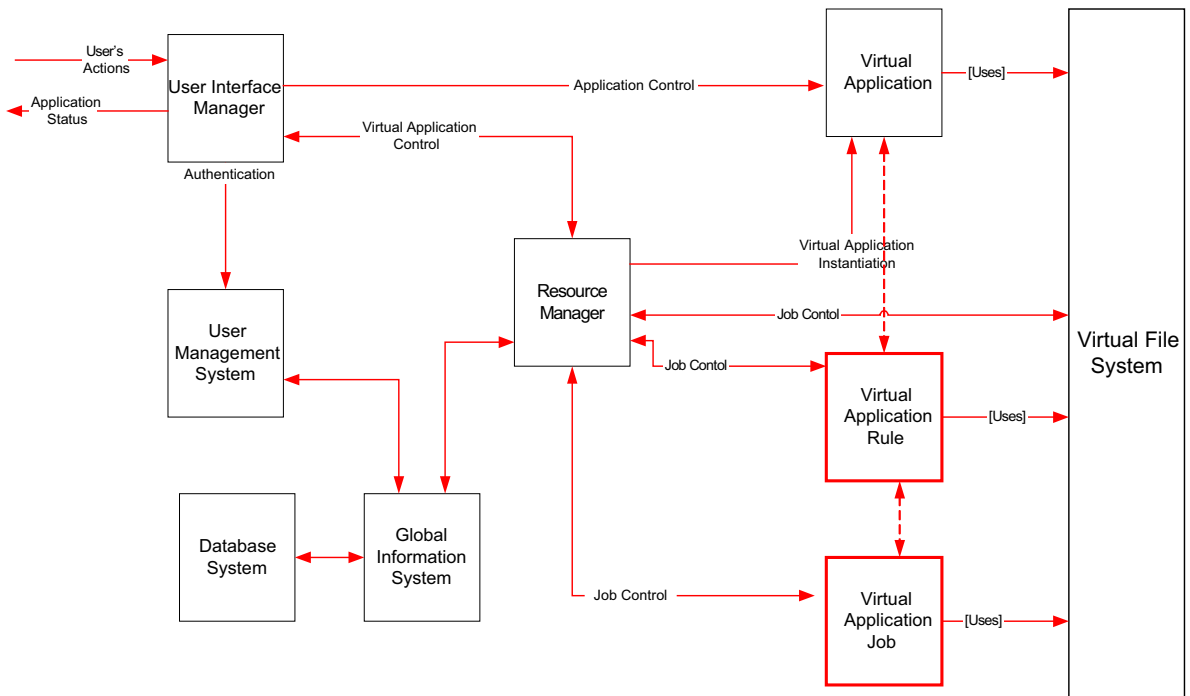 User's
Actions
Application
Status
User Interface
Manager
Application Control
Virtual
Application
[Uses]
Virtual Application
Control
Authentication
Virtual Application
Instantiation
Resource
Manager
Job Contol
Job Contol
User
Management
System
Virtual File
System
Virtual
Application
Rule
[Uses]
Database
System
Global
Information
System
Job Control
Virtual
Application
Job
[Uses]